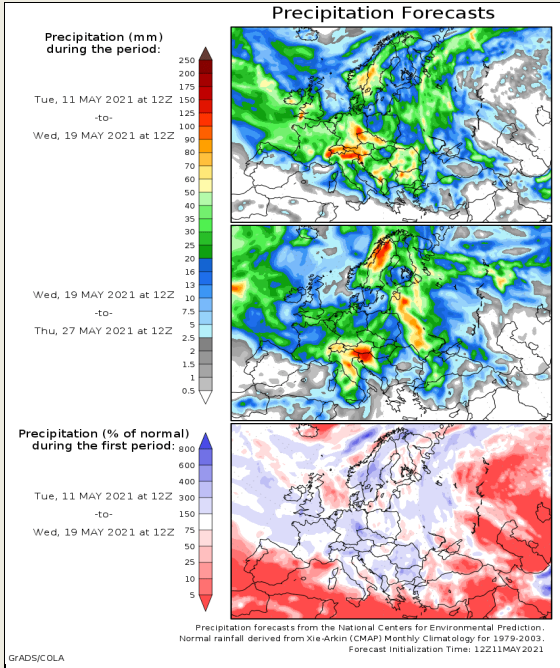 Precipitation Forecasts
Precipitation (mm)
during the period:
Tue, 11 MAY 2021 at 12Z
-to-
Wed, 19 MAY 2021 at 12Z
250
200
175
150
125
100
90
80
70
60
50
40
35
30
25
20
16
13
10
7.5
5
2.5
2
1.5
1
0.5
Wed, 19 MAY 2021 at 12Z
-to-
Thu, 27 MAY 2021 at 12Z
Precipitation (% of normal)
during the first period:
Tue, 11 MAY 2021 at 12Z
-to-
Wed, 19 MAY 2021 at 12Z
800
600
400
300
150
75
50
25
10
5
Precipitation forecasts from the National Centers for Environmental Prediction.
Normal rainfall derived from Xie-Arkin (CMAP) Monthly Climatology for 1979-2003.
Forecast Initialization Time: 12Z11MAY2021
GrADS/COLA